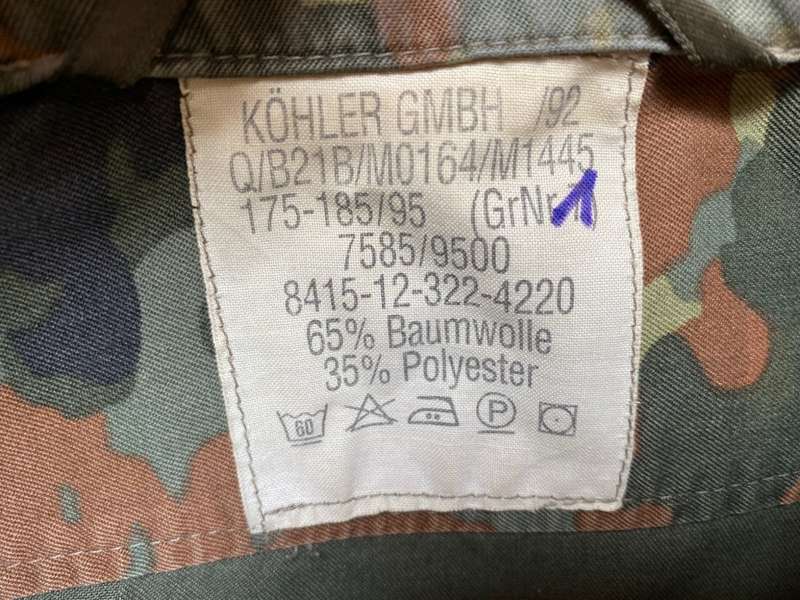 KÖHLER GMBH /92
Q/B21B/M0164/M1445
175-185/95 (GrNr 1)
7585/9500
8415-12-322-4220
65% Baumwolle
35% Polyester
60 P